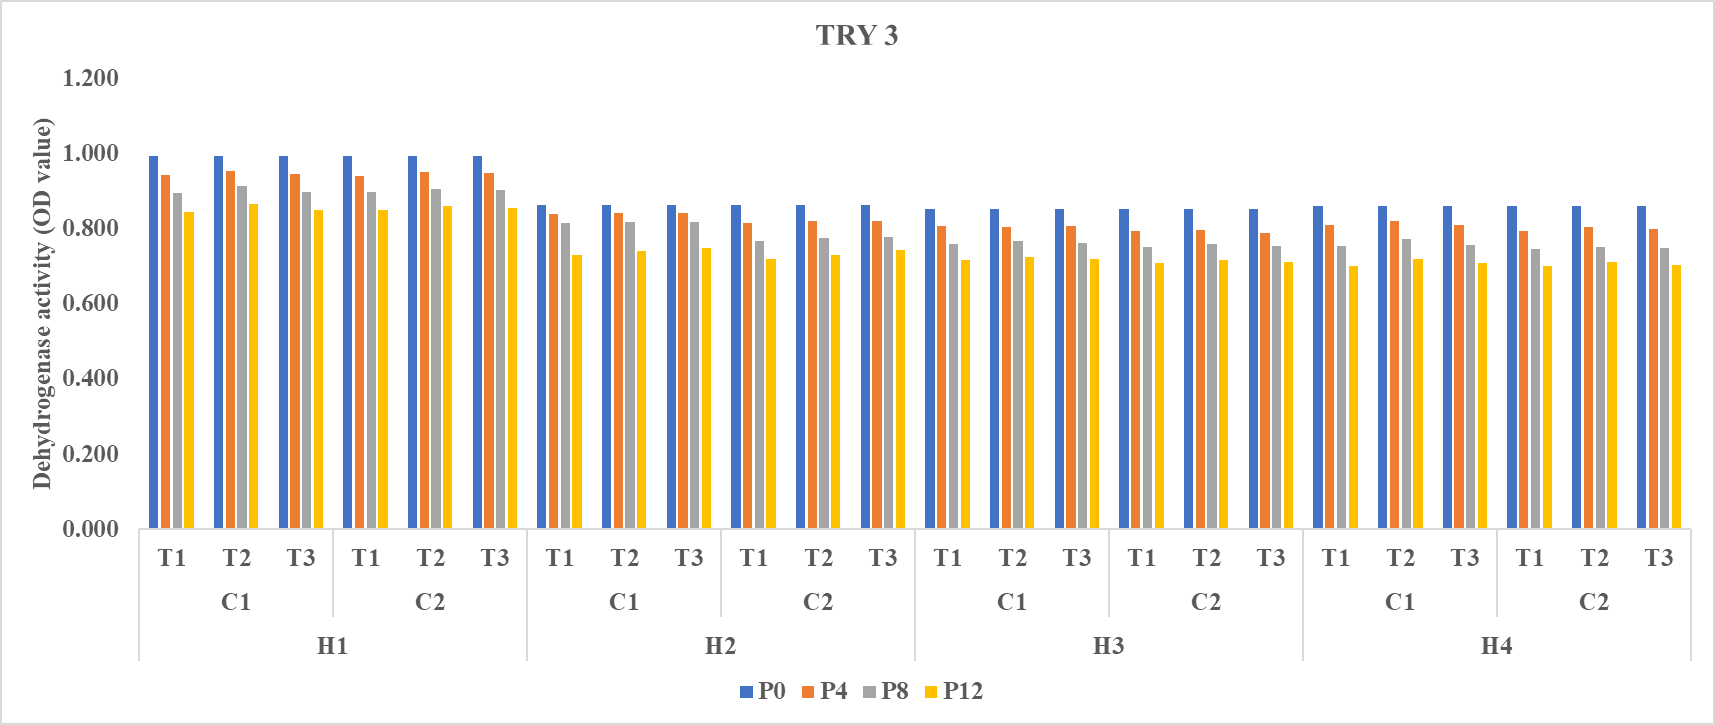 TRY 3
Dehydrogenase activity (OD value)
1.200
1.000
0.800
0.600
0.400
0.200
0.000
T1 T2 T3 T1 T2 T3 T1 T2 T3 T1 T2 T3 T1 T2 T3 T1 T2 T3 T1 T2 T3 T1 T2 T3
C1 C2 C1 C2 C1 C2 C1 C2
H1 H2 H3 H4
P0 P4 P8 P12